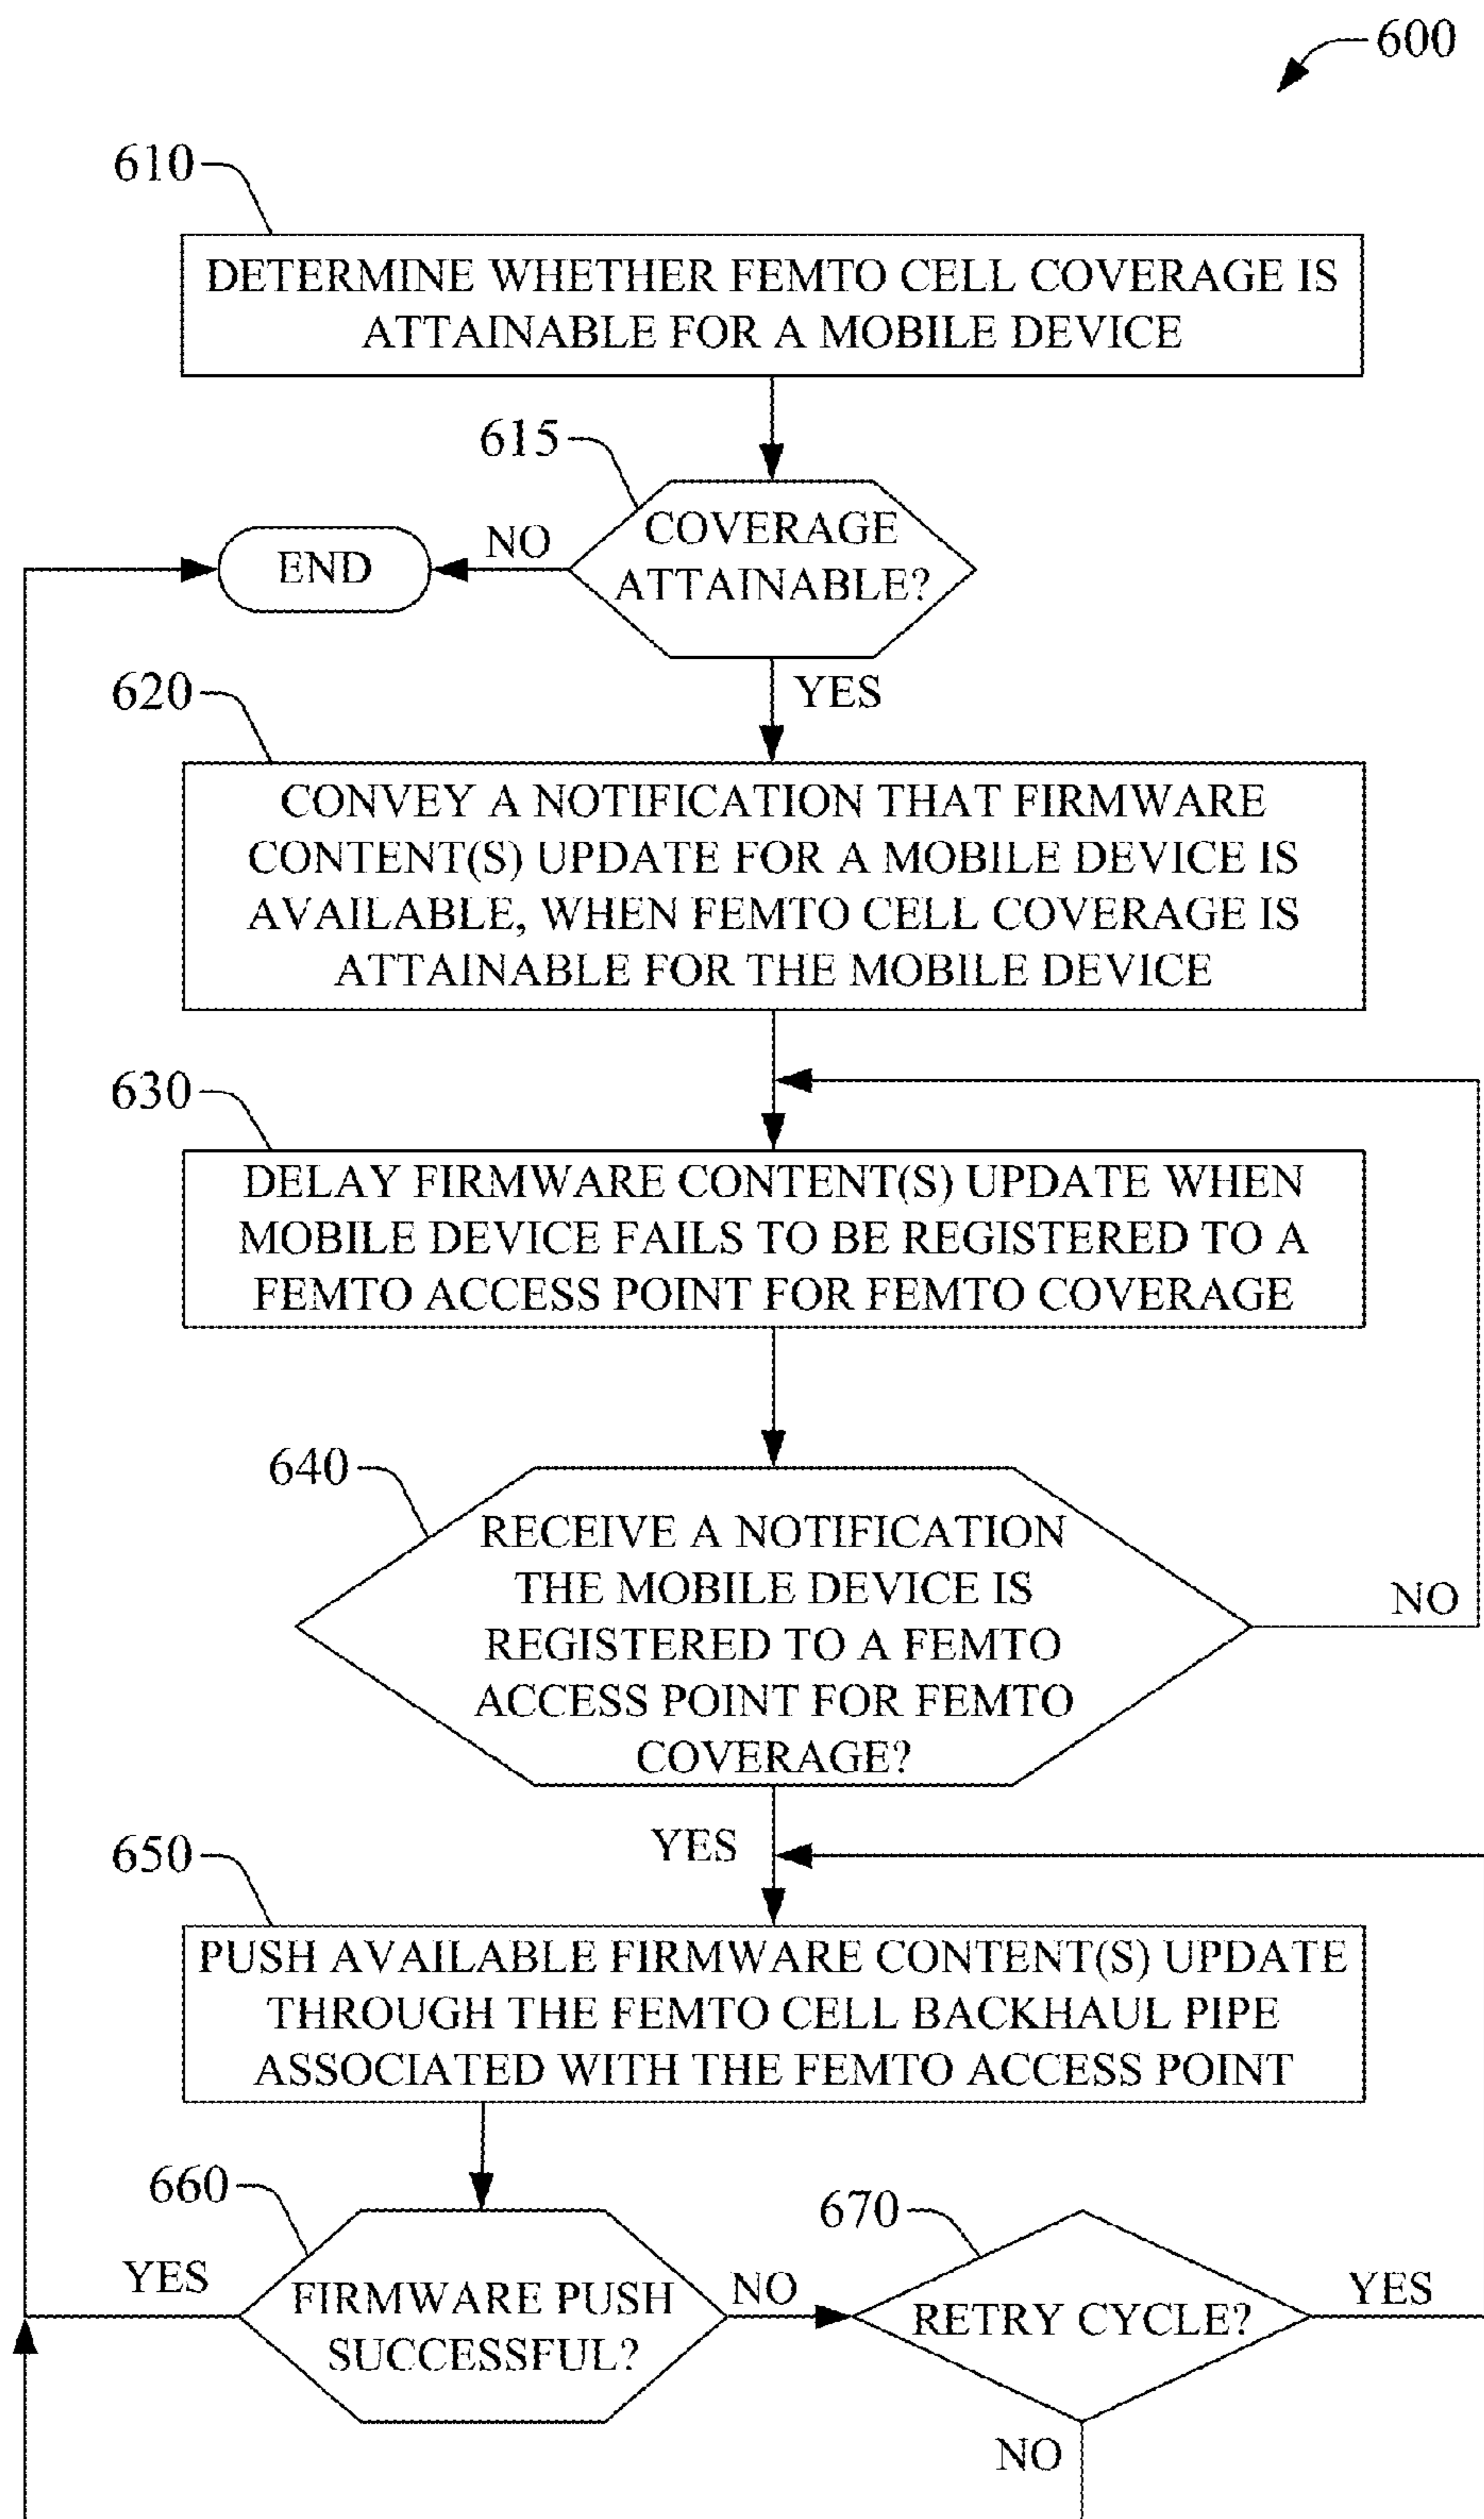 600
610
DETERMINE WHETHER FEMTO CELL COVERAGE IS
ATTAINABLE FOR A MOBILE DEVICE
615
COVERAGE
ATTAINABLE?
NO
END
YES
620
CONVEY A NOTIFICATION THAT FIRMWARE
CONTENT(S) UPDATE FOR A MOBILE DEVICE IS
AVAILABLE, WHEN FEMTO CELL COVERAGE IS
ATTAINABLE FOR THE MOBILE DEVICE
630
DELAY FIRMWARE CONTENT(S) UPDATE WHEN
MOBILE DEVICE FAILS TO BE REGISTERED TO A
FEMTO ACCESS POINT FOR FEMTO COVERAGE
640
RECEIVE A NOTIFICATION
THE MOBILE DEVICE IS
REGISTERED TO A FEMTO
ACCESS POINT FOR FEMTO
COVERAGE?
NO
YES
650
PUSH AVAILABLE FIRMWARE CONTENT(S) UPDATE
THROUGH THE FEMTO CELL BACKHAUL PIPE
ASSOCIATED WITH THE FEMTO ACCESS POINT
660
FIRMWARE PUSH
SUCCESSFUL?
YES
NO
670
RETRY CYCLE?
YES
NO